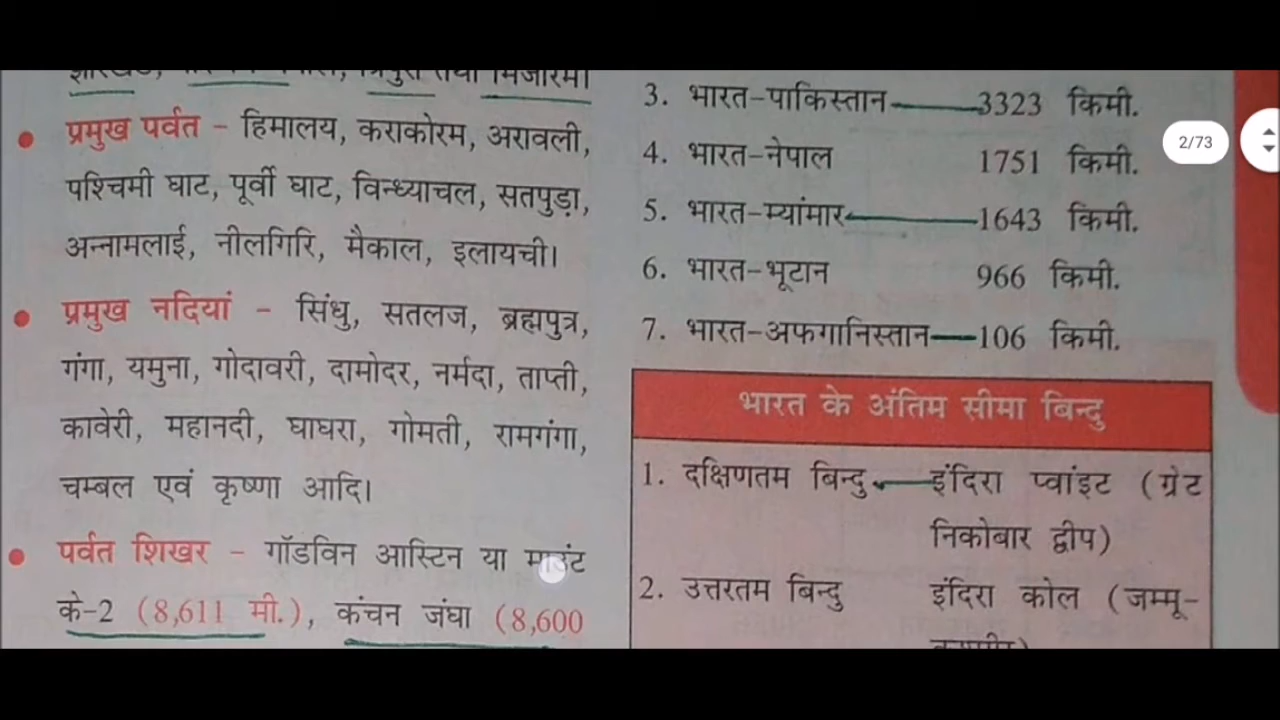 झारखंड, त्रिपुरा तथा मिजोरम।
• प्रमुख पर्वत - हिमालय, काराकोरम, अरावली,
पश्चिमी घाट, पूर्वी घाट, विन्ध्याचल, सतपुड़ा,
अन्नामलाई, नीलगिरि, मैकाल, इलायची।
• प्रमुख नदियां - सिंधु, सतलज, ब्रह्मपुत्र,
गंगा, यमुना, गोदावरी, दामोदर, नर्मदा, ताप्ती,
कावेरी, महानदी, घाघरा, गोमती, रामगंगा,
चम्बल एवं कृष्णा आदि।
• पर्वत शिखर - गॉडविन आस्टिन या माउंट
के-2 (8,611 मी.), कंचन जंघा (8,600
3. भारत-पाकिस्तान 3323 किमी.
4. भारत-नेपाल 1751 किमी.
5. भारत-म्यांमार 1643 किमी.
6. भारत-भूटान 966 किमी.
7. भारत-अफगानिस्तान 106 किमी.
भारत के अंतिम सीमा बिन्दु
1. दक्षिणतम बिन्दु इंदिरा प्वांइट (ग्रेट
निकोबार द्वीप)
2. उत्तरतम बिन्दु इंदिरा कोल (जम्मू-
2/73